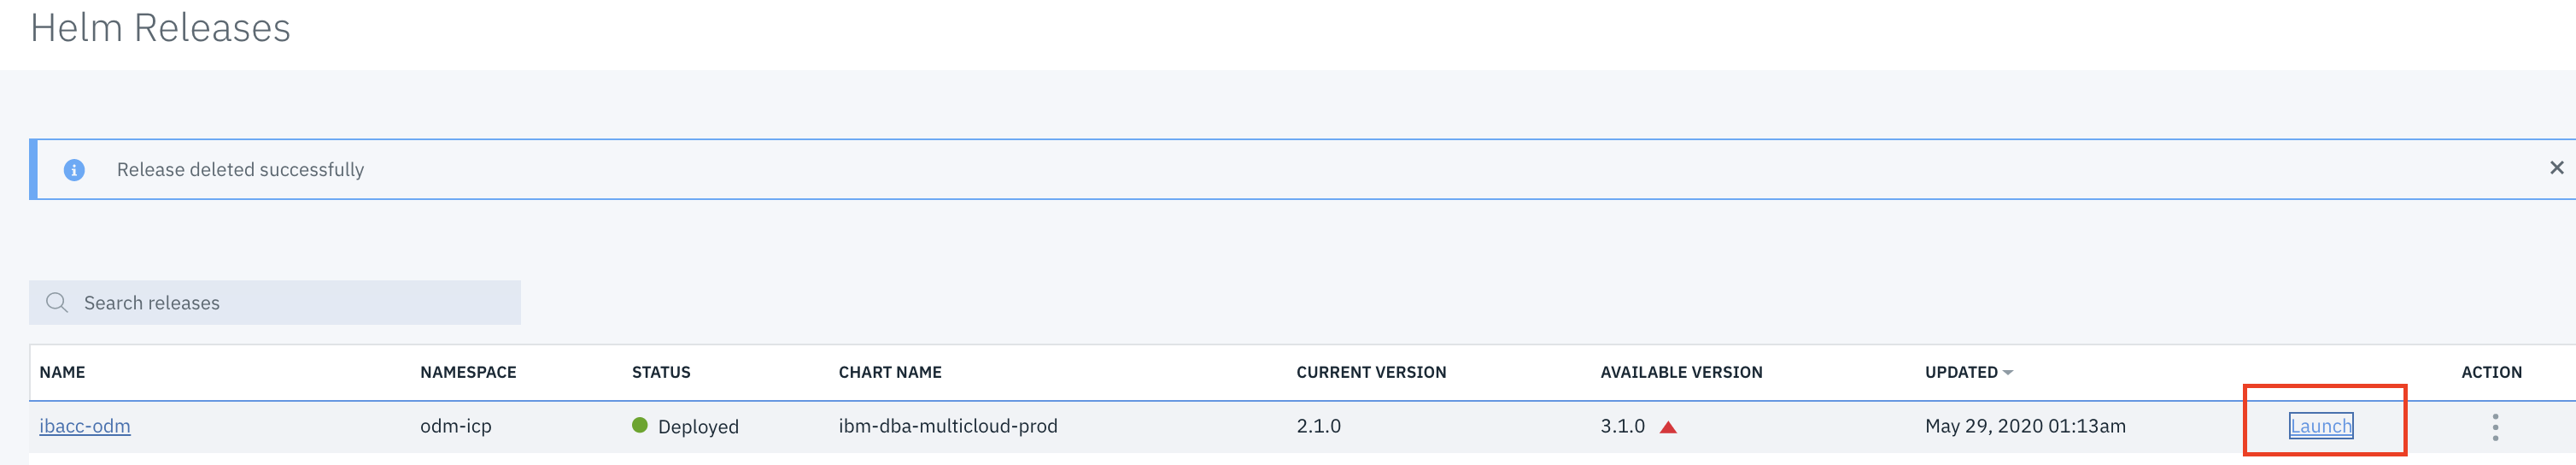 Helm Releases
Release deleted successfully
Search releases
NAME NAMESPACE STATUS CHART NAME CURRENT VERSION AVAILABLE VERSION UPDATED ACTION
ibacc-odm odm-icp Deployed ibm-dba-multicloud-prod 2.1.0 3.1.0 May 29, 2020 01:13am Launch